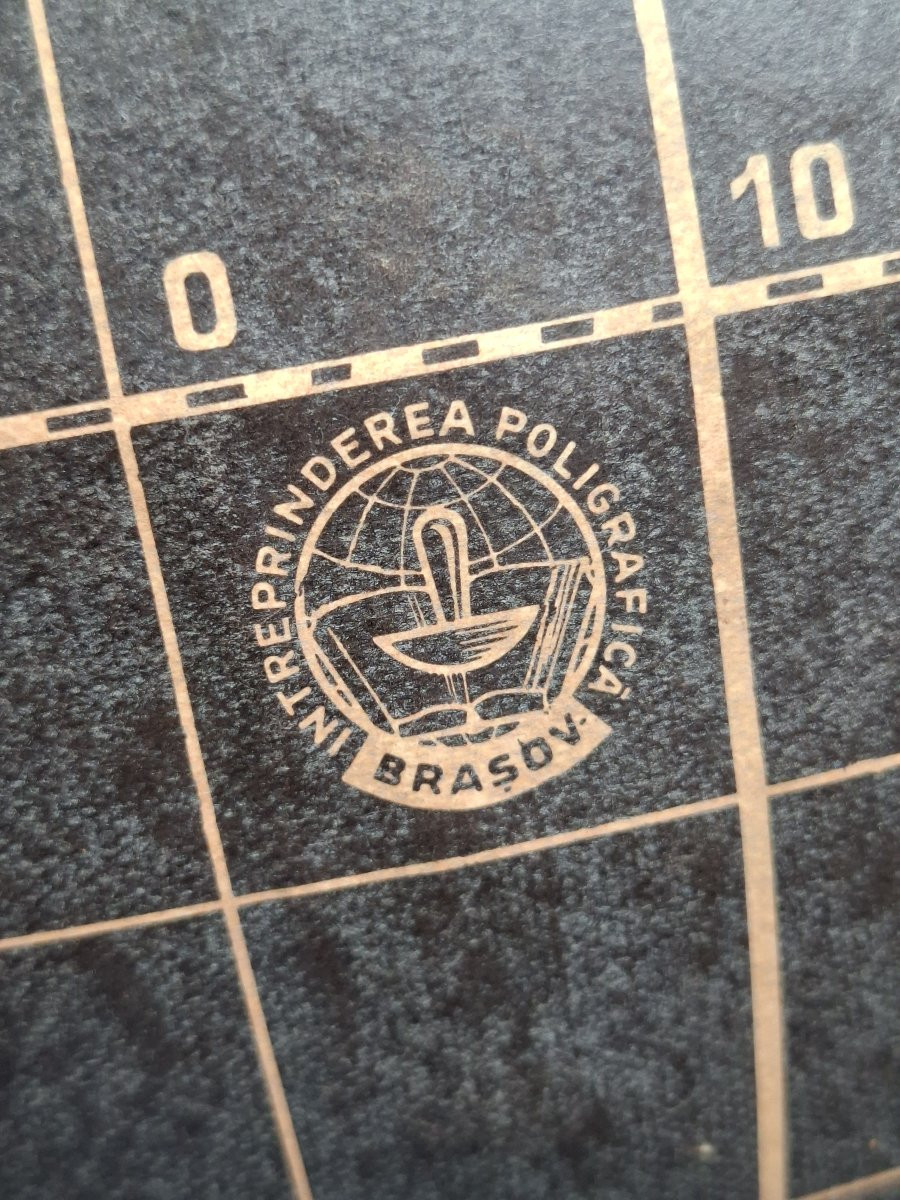 10
0
ÎNTREPRINDEREA POLIGRAFICĂ
BRAȘOV